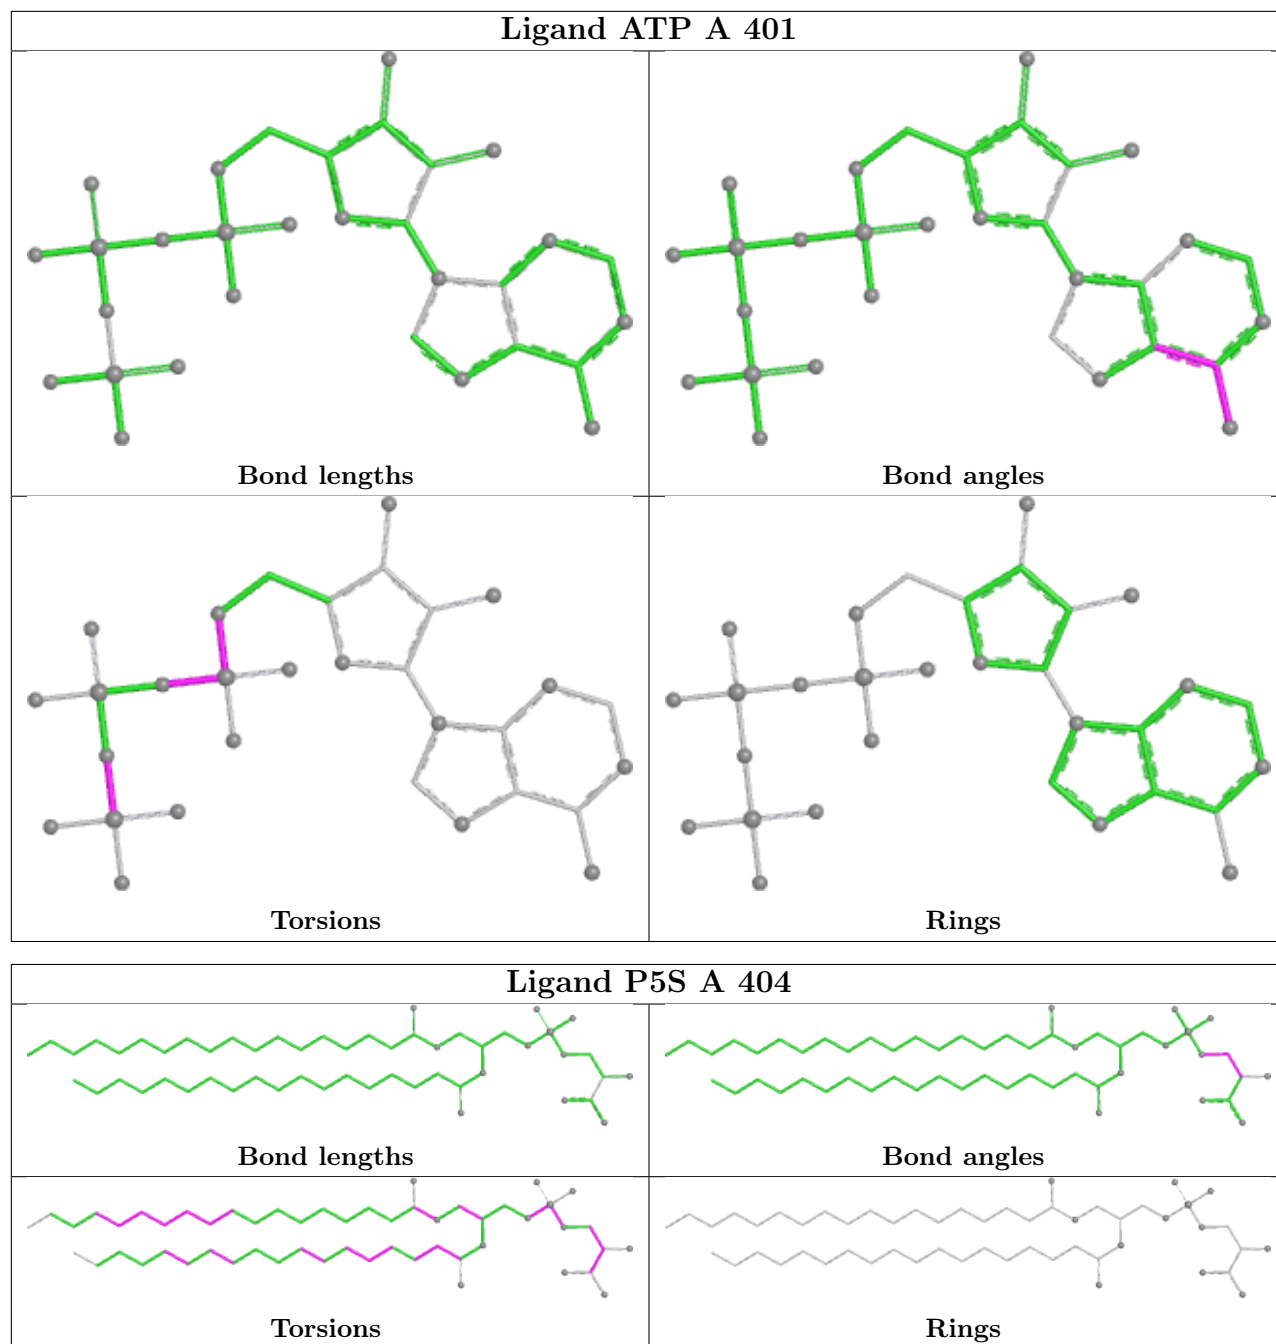 Ligand ATP A 401
Bond lengths
Bond angles
Torsions
Rings
Ligand P5S A 404
Bond lengths
Bond angles
Torsions
Rings